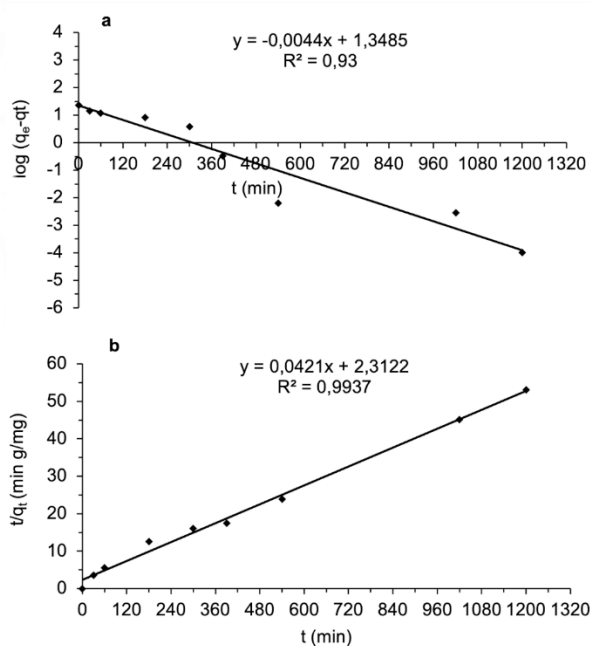 a
y = -0,0044x + 1,3485
R² = 0,93
4
3
2
1
0
-1
-2
-3
-4
-5
-6
log (qe-qt)
0 120 240 360 480 600 720 840 960 1080 1200 1320
t (min)
b
y = 0,0421x + 2,3122
R² = 0,9937
60
50
40
30
20
10
0
t/qt (min g/mg)
0 120 240 360 480 600 720 840 960 1080 1200 1320
t (min)